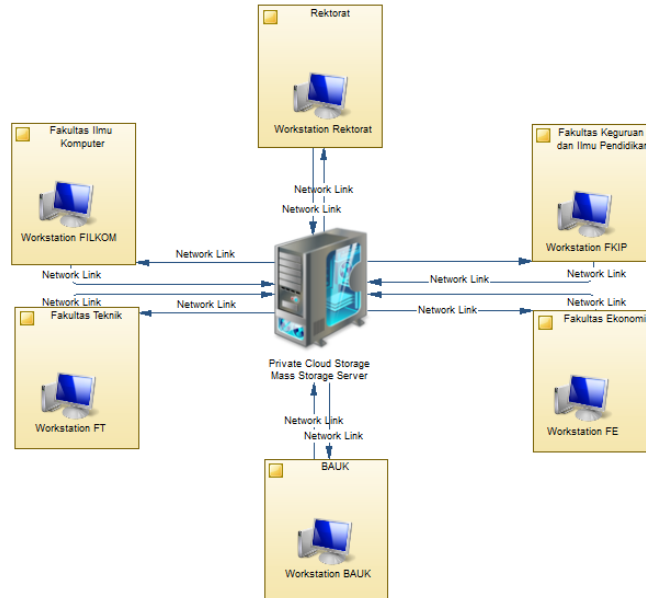 Rektorat
Workstation Rektorat
Fakultas Ilmu
Komputer
Workstation FILKOM
Fakultas Keguruan
dan Ilmu Pendidikan
Workstation FKIP
Network Link
Network Link
Network Link
Network Link
Network Link
Network Link
Network Link
Network Link
Network Link
Network Link
Network Link
Fakultas Teknik
Workstation FT
Fakultas Ekonomi
Workstation FE
Private Cloud Storage
Mass Storage Server
Network Link
Network Link
BAUK
Workstation BAUK